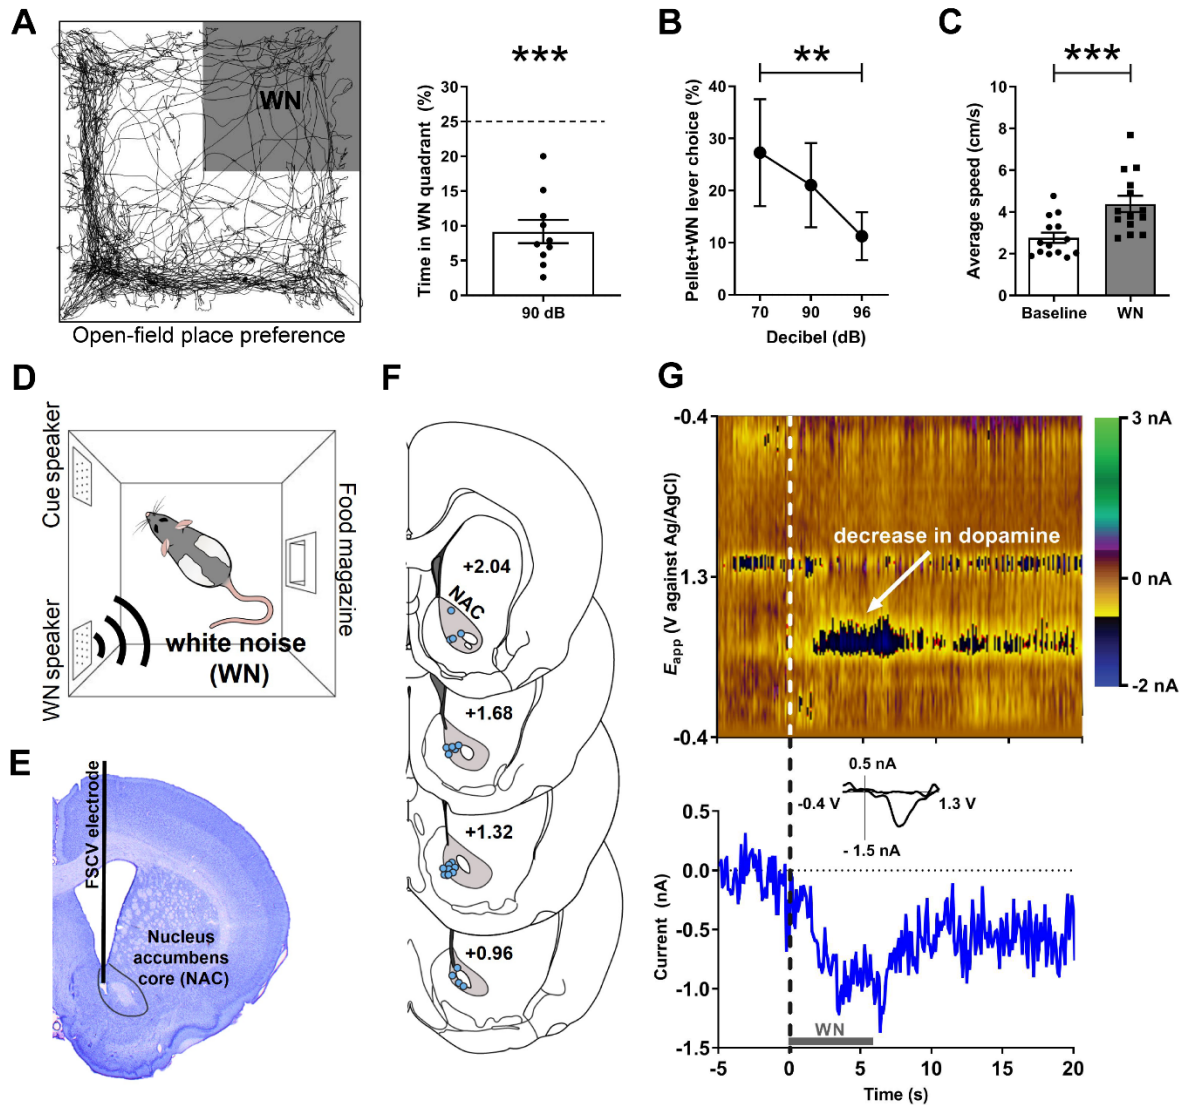 A
WN
Open-field place preference
***
Time in WN quadrant (%)
30
25
20
15
10
5
0
90 dB
B
**
Pellet+WN lever choice (%)
40
30
20
10
0
70 90 96
Decibel (dB)
C
***
Average speed (cm/s)
10
8
6
4
2
0
Baseline WN
D
Cue speaker
WN speaker
Food magazine
white noise
(WN)
E
FSCV electrode
Nucleus
accumbens
core (NAC)
F
+2.04
NAC
+1.68
+1.32
+0.96
G
-0.4
1.3
-0.4
Eapp (V against Ag/AgCl)
decrease in dopamine
3 nA
0 nA
-2 nA
0.5 nA
-0.4 V 1.3 V
- 1.5 nA
Current (nA)
0.5
0.0
-0.5
-1.0
-1.5
WN
-5 0 5 10 15 20
Time (s)